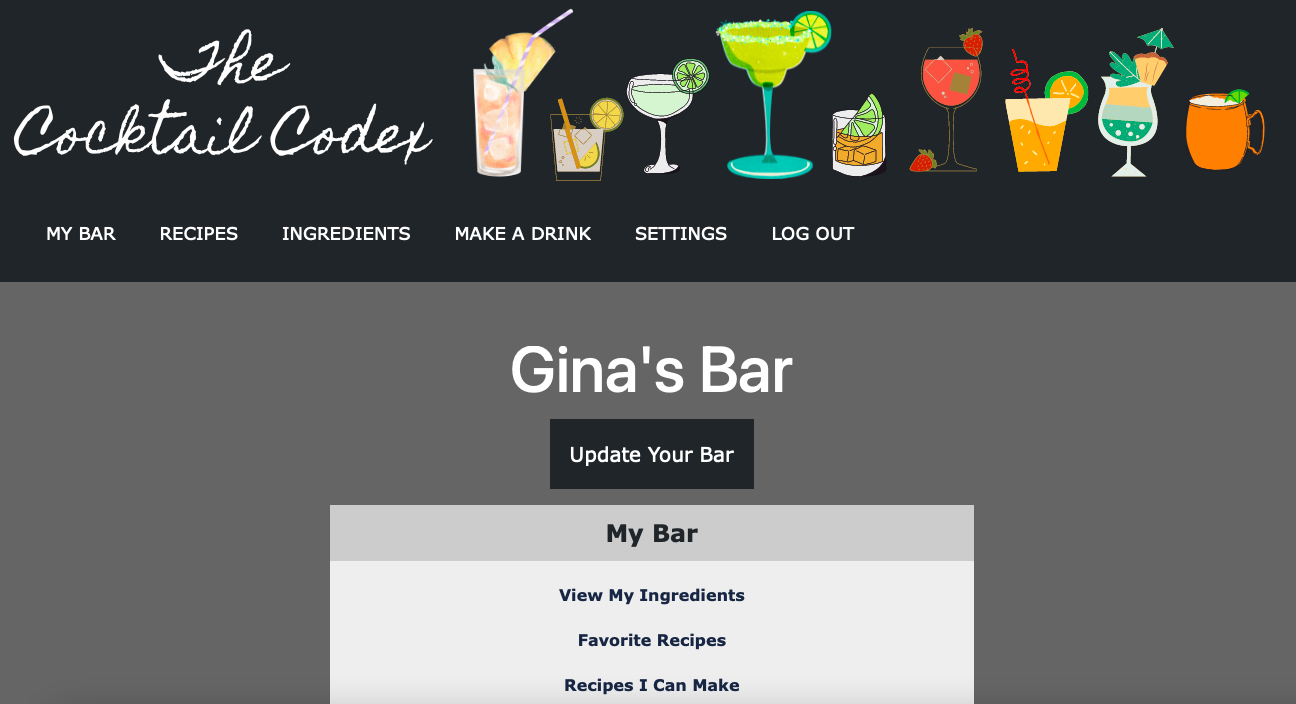 The
Cocktail Codex
MY BAR RECIPES INGREDIENTS MAKE A DRINK SETTINGS LOG OUT
Gina's Bar
Update Your Bar
My Bar
View My Ingredients
Favorite Recipes
Recipes I Can Make